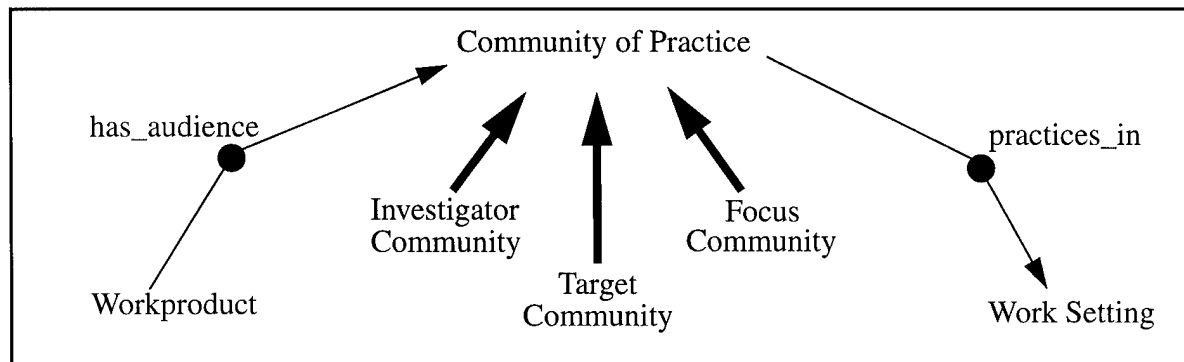 Community of Practice
has_audience
practices_in
Investigator
Community
Focus
Community
Target
Community
Workproduct
Work Setting